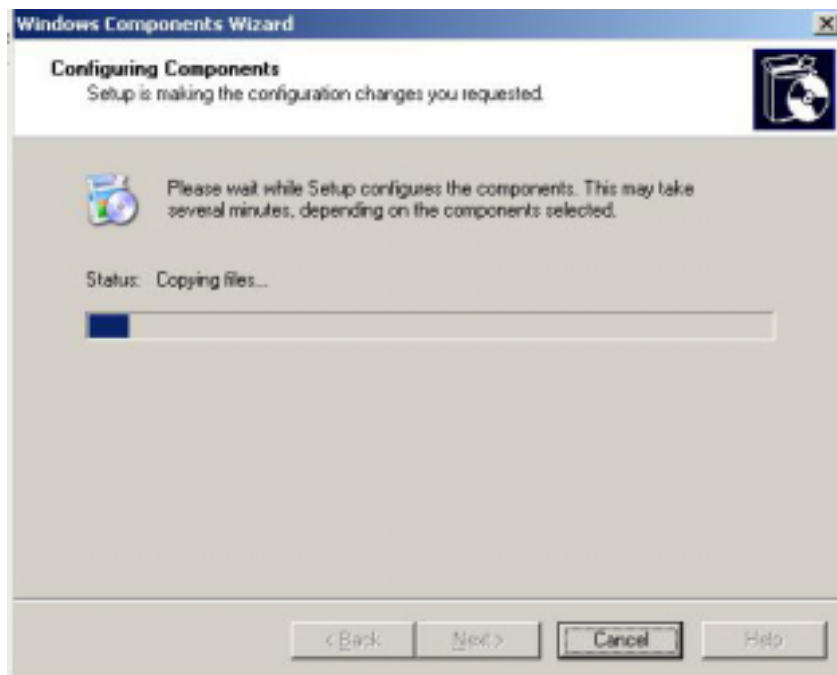 Windows Components Wizard
Configuring Components
Setup is making the configuration changes you requested.
Please wait while Setup configures the components. This may take
several minutes, depending on the components selected.
Status: Copying files...
< Back
Next >
Cancel
Help